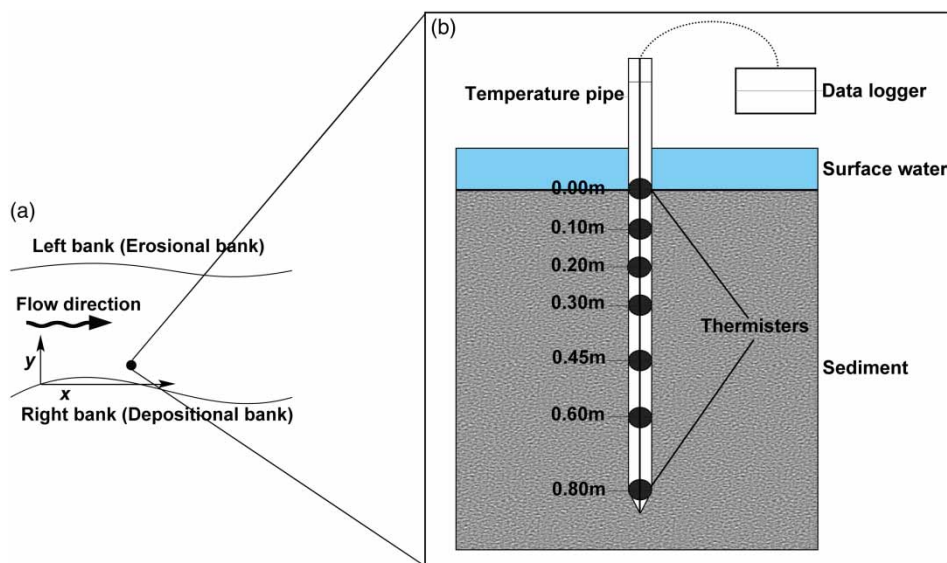 (a)
Left bank (Erosional bank)
Flow direction
y
x
Right bank (Depositional bank)
(b)
Temperature pipe
Data logger
Surface water
0.00m
0.10m
0.20m
0.30m
Thermisters
0.45m
Sediment
0.60m
0.80m